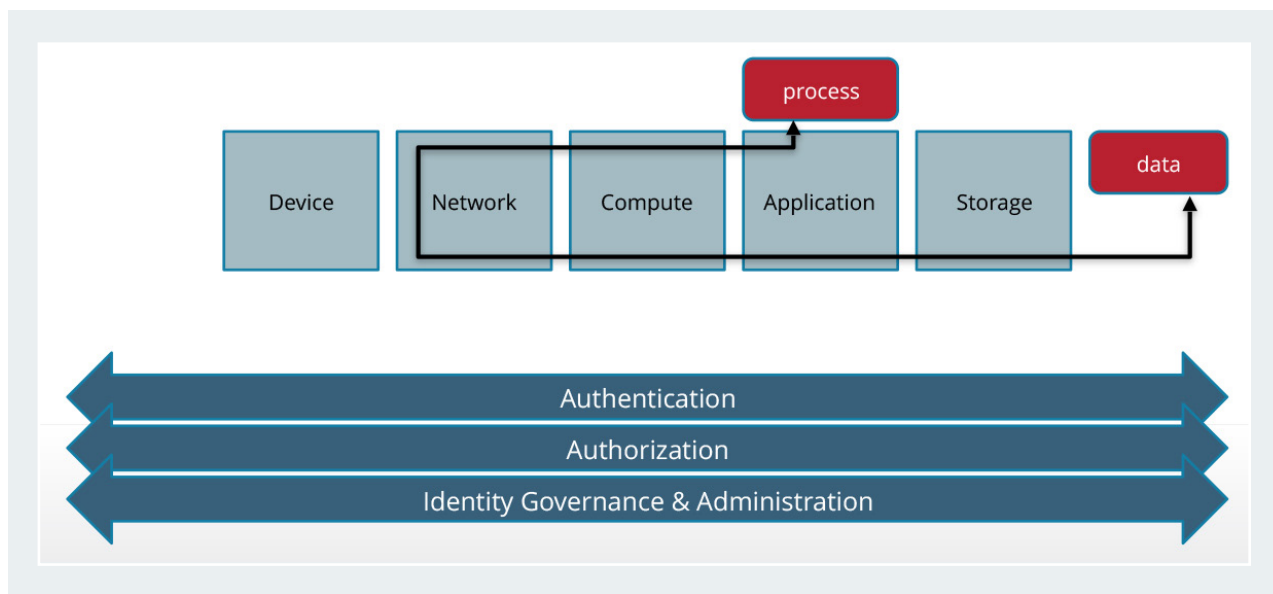 process
data
Device
Network
Compute
Application
Storage
Authentication
Authorization
Identity Governance & Administration